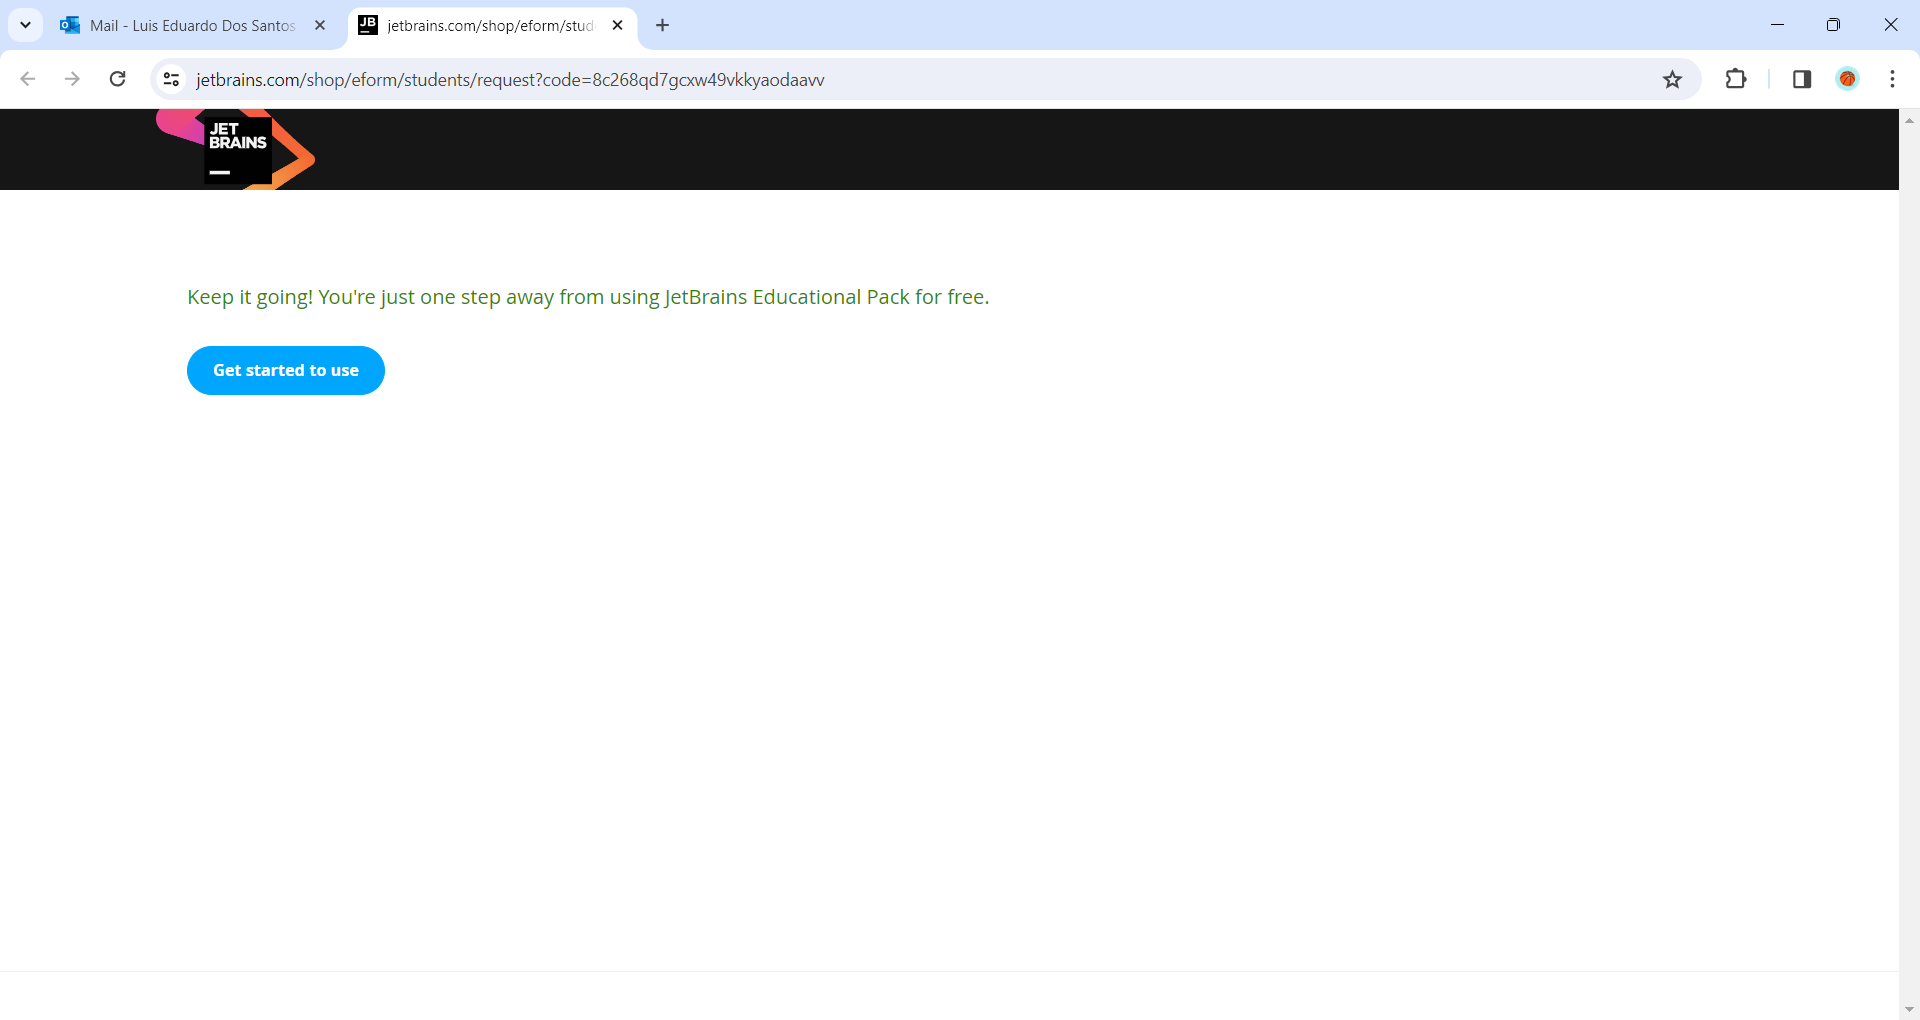 Mail - Luis Eduardo Dos Santos
jetbrains.com/shop/eform/stud
jetbrains.com/shop/eform/students/request?code=8c268qd7gcxw49vkkyaodaavv
JET
BRAINS
Keep it going! You're just one step away from using JetBrains Educational Pack for free.
Get started to use